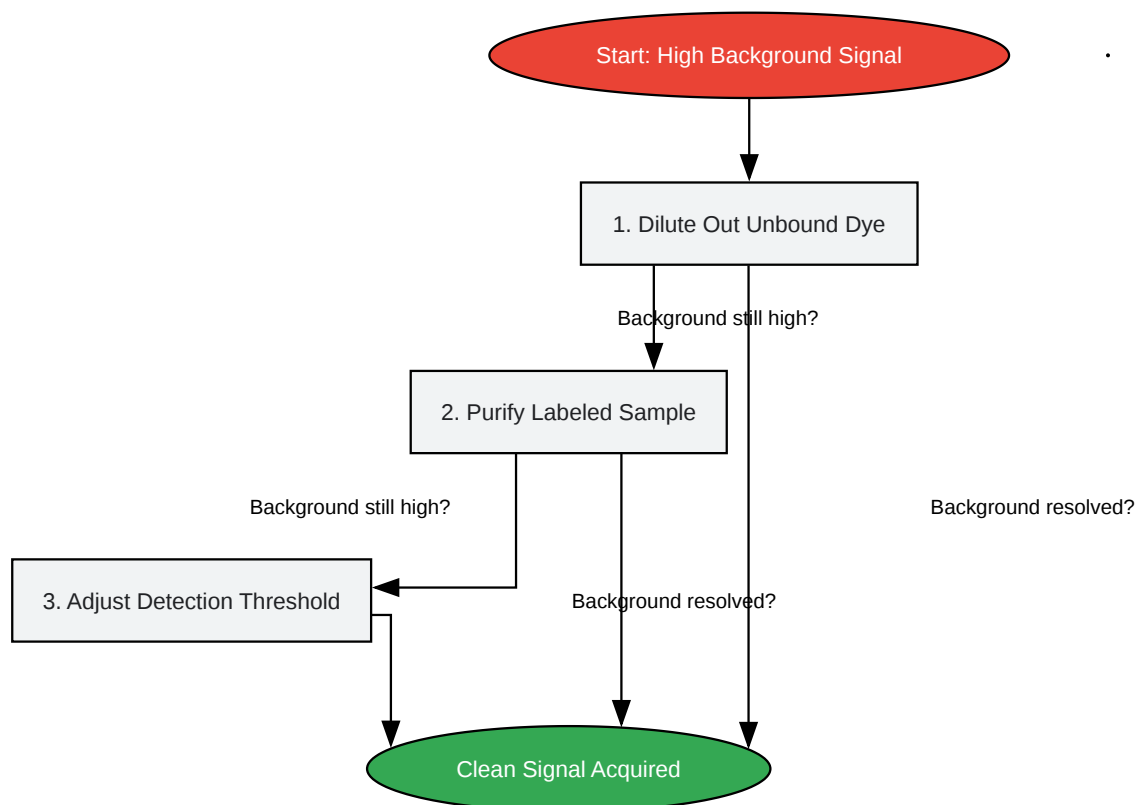 Start: High Background Signal
1. Dilute Out Unbound Dye
Background still high?
2. Purify Labeled Sample
Background still high?
Background resolved?
3. Adjust Detection Threshold
Background resolved?
Clean Signal Acquired